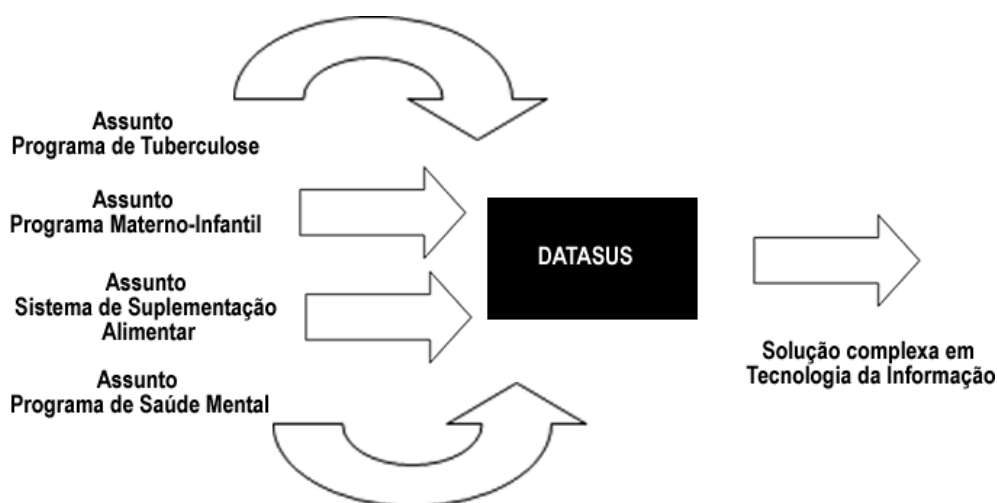 Assunto
Programa de Tuberculose
Assunto
Programa Materno-Infantil
Assunto
Sistema de Suplementação
Alimentar
Assunto
Programa de Saúde Mental
DATASUS
Solução complexa em
Tecnologia da Informação